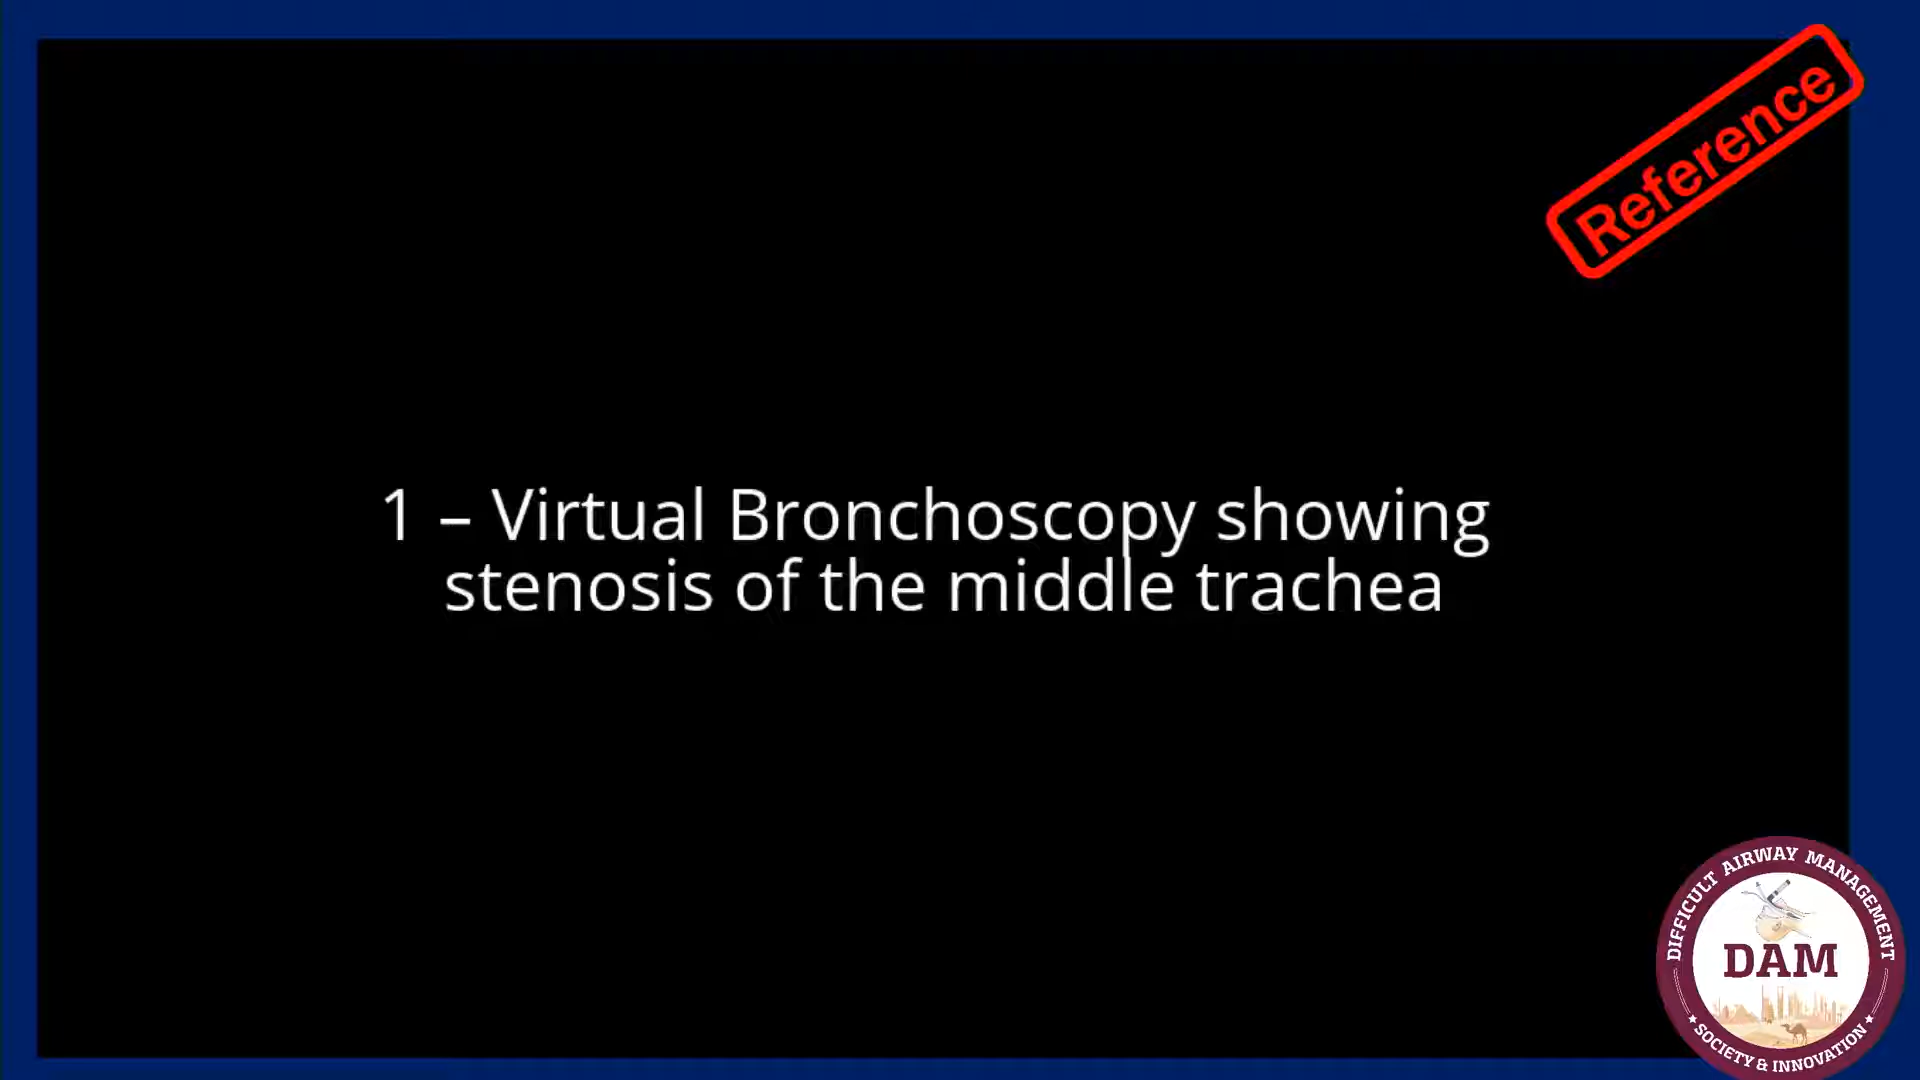 Reference
1 – Virtual Bronchoscopy showing
stenosis of the middle trachea
DIFFICULT AIRWAY MANAGEMENT
DAM
★ SOCIETY & INNOVATION ★